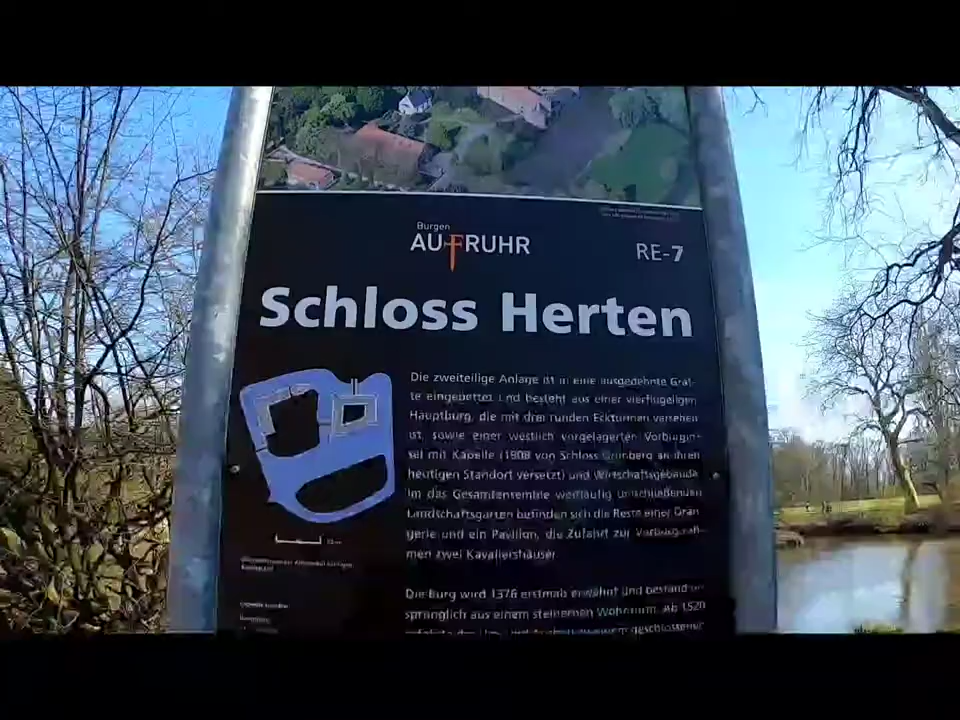 Burgen
AUFRUHR
RE-7
Schloss Herten
Die zweiteilige Anlage ist in eine ausgedehnte Gräf-
te eingebettet und besteht aus einer vierflügeligen
Hauptburg, die mit drei runden Ecktürmen versehen
ist, sowie einer westlich vorgelagerten Vorburgin-
sel mit Kapelle (1908 von Schloss Grimberg an ihren
heutigen Standort versetzt) und Wirtschaftsgebäude.
Im das Gesamtensemble weitläufig umschließenden
Landschaftsgarten befinden sich die Reste einer Oran-
gerie und ein Pavillon, die Zufahrt zur Vorburg rah-
men zwei Kavaliershäuser.
Die Burg wird 1376 erstmals erwähnt und bestand ur-
sprünglich aus einem steinernen Wohnturm. Ab 1520